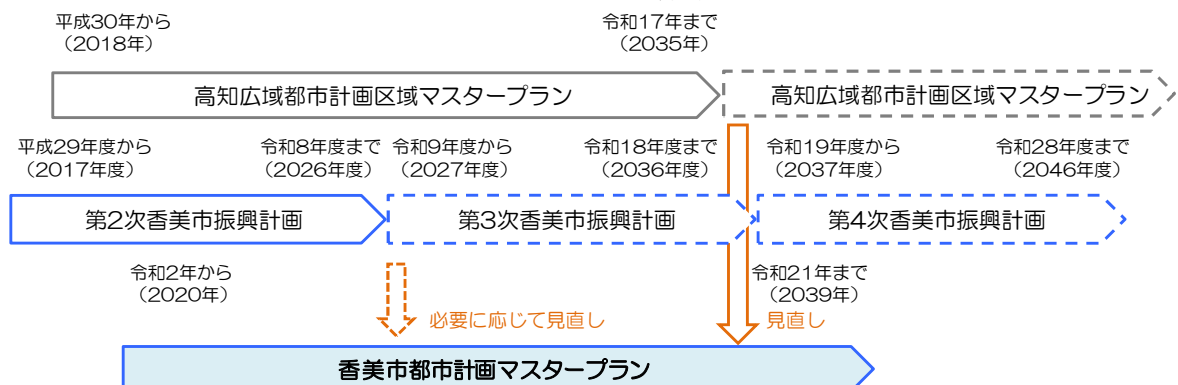 平成30年から
(2018年)
令和17年まで
(2035年)
高知広域都市計画区域マスタープラン
高知広域都市計画区域マスタープラン
平成29年度から
(2017年度)
令和8年度まで
(2026年度)
令和9年度から
(2027年度)
令和18年度まで
(2036年度)
令和19年度から
(2037年度)
令和28年度まで
(2046年度)
第2次香美市振興計画
第3次香美市振興計画
第4次香美市振興計画
令和2年から
(2020年)
令和21年まで
(2039年)
必要に応じて見直し
見直し
香美市都市計画マスタープラン